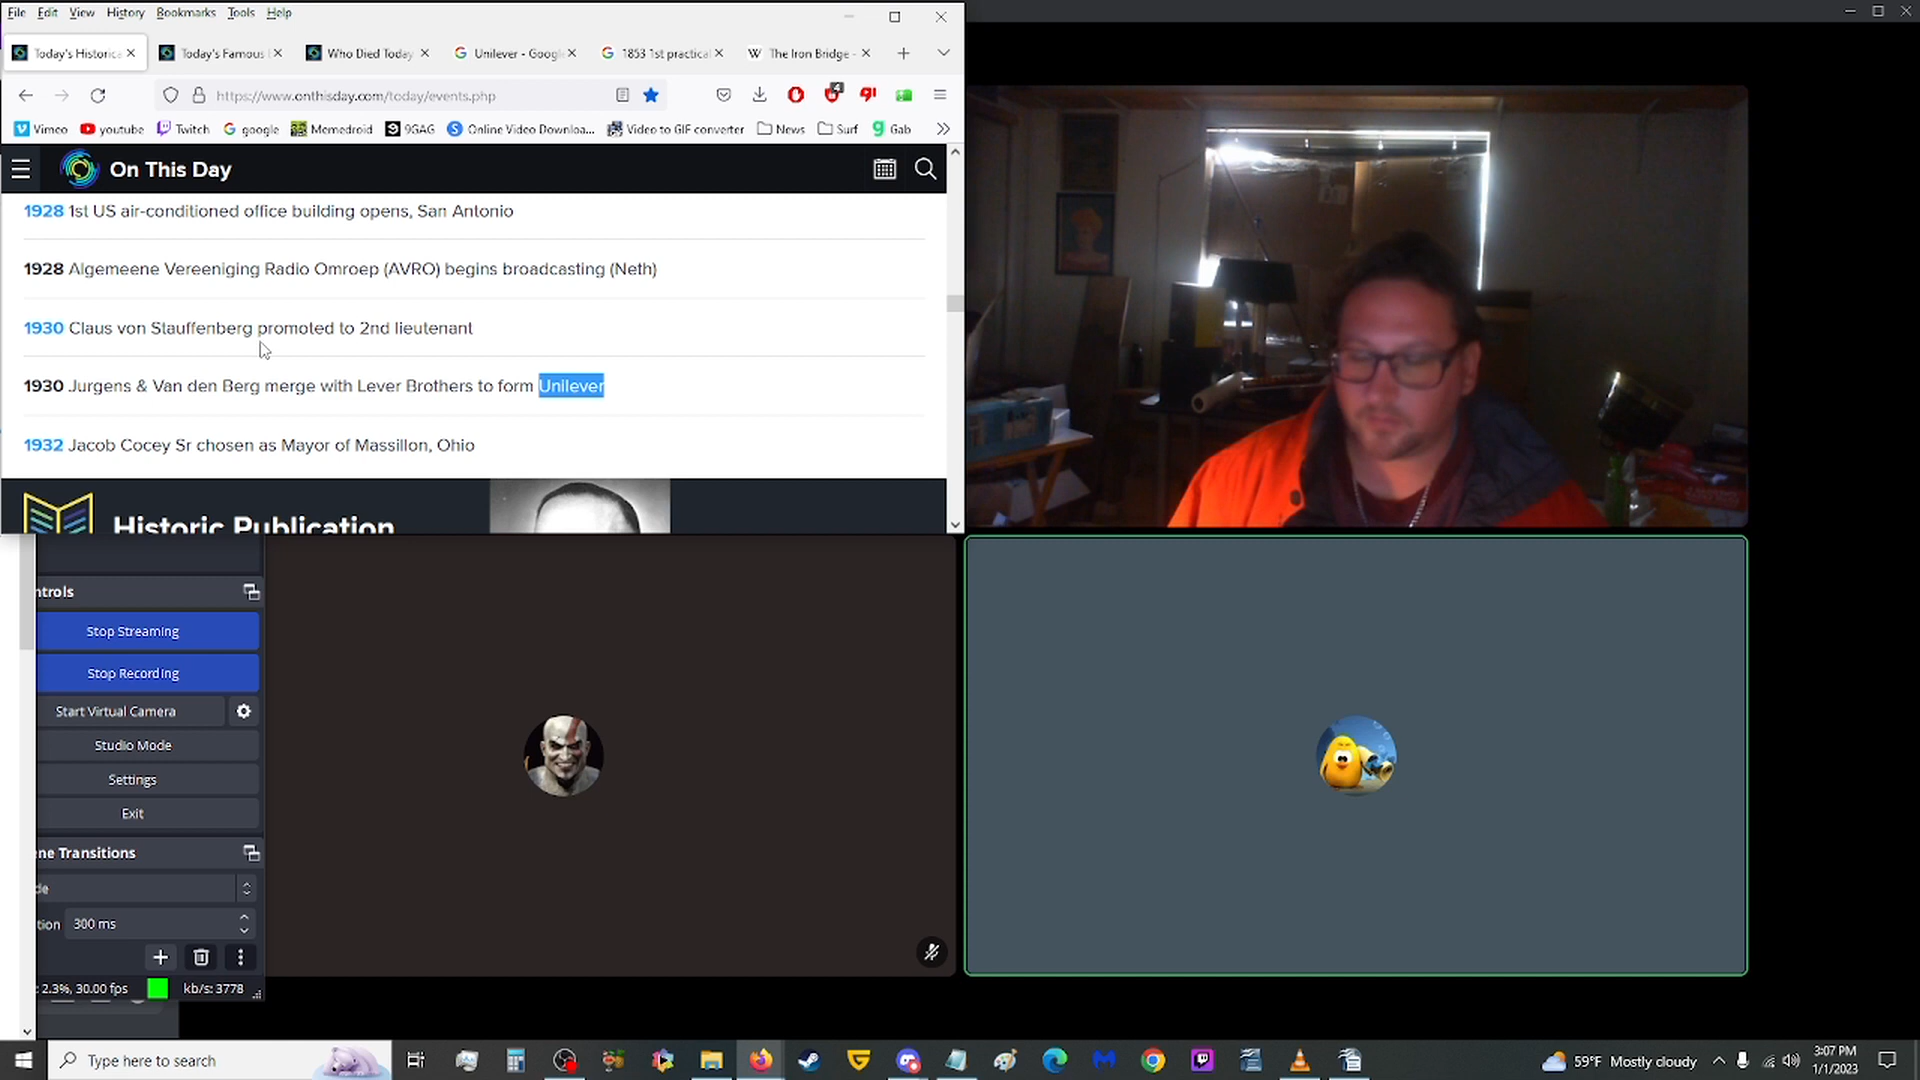 File Edit View History Bookmarks Tools Help
Today's Historica Today's Famous Who Died Today Unilever - Googl 1853 1st practical The Iron Bridge -
https://www.onthisday.com/today/events.php
4
Vimeo youtube Twitch google Memedroid 9GAG Online Video Downloa... Video to GIF converter News Surf Gab
On This Day
1928 1st US air-conditioned office building opens, San Antonio
1928 Algemeene Vereeniging Radio Omroep (AVRO) begins broadcasting (Neth)
1930 Claus von Stauffenberg promoted to 2nd lieutenant
1930 Jurgens & Van den Berg merge with Lever Brothers to form Unilever
1932 Jacob Cocey Sr chosen as Mayor of Massillon, Ohio
Historic Publication
ntrols
Stop Streaming
Stop Recording
Start Virtual Camera
Studio Mode
Settings
Exit
ene Transitions
de
tion 300 ms
: 2.3%, 30.00 fps kb/s: 3778
Type here to search
59°F Mostly cloudy
3:07 PM
1/1/2023